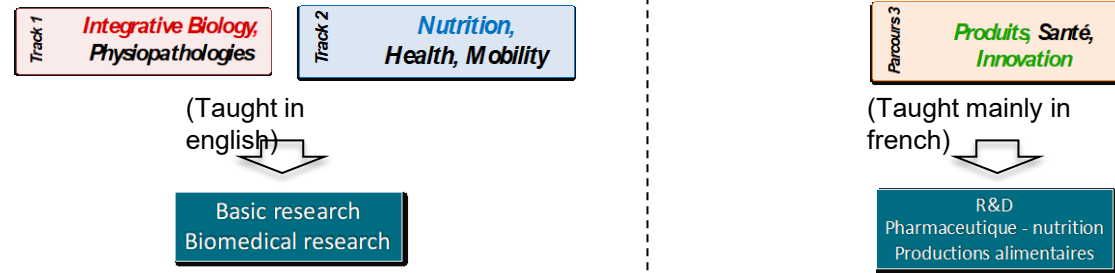 Track 1
Integrative Biology,
Physiopathologies
Track 2
Nutrition,
Health, Mobility
(Taught in
english)
Basic research
Biomedical research
Parcours 3
Produits, Santé,
Innovation
(Taught mainly in
french)
R&D
Pharmaceutique - nutrition
Productions alimentaires